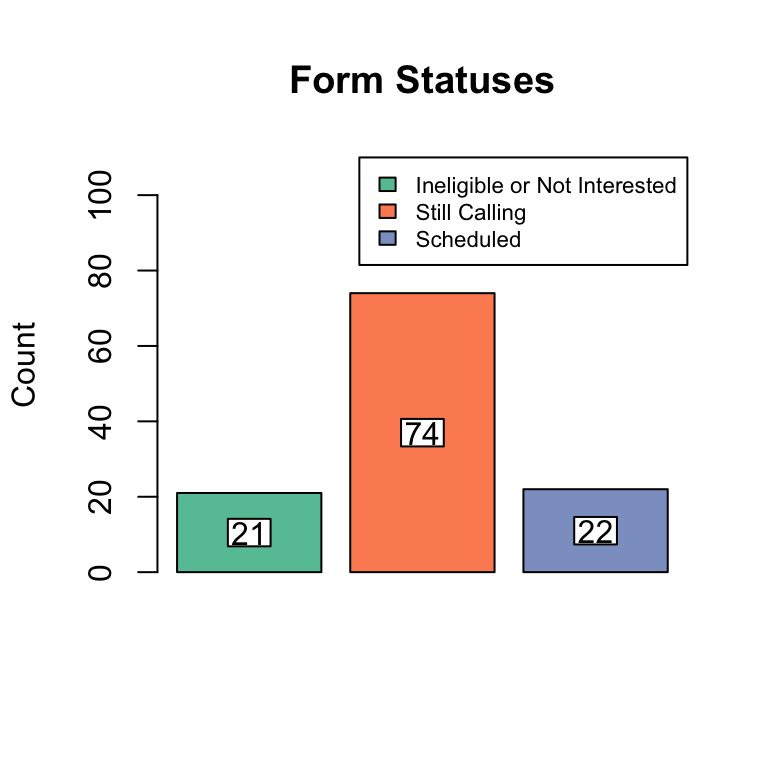 Form Statuses
Ineligible or Not Interested
Still Calling
Scheduled
Count
100
80
60
40
20
0
21
74
22